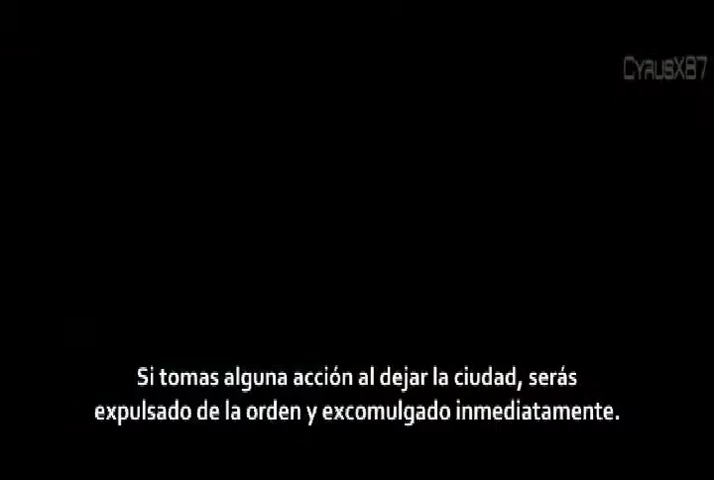 CyrusX87
Si tomas alguna acción al dejar la ciudad, serás
expulsado de la orden y excomulgado inmediatamente.